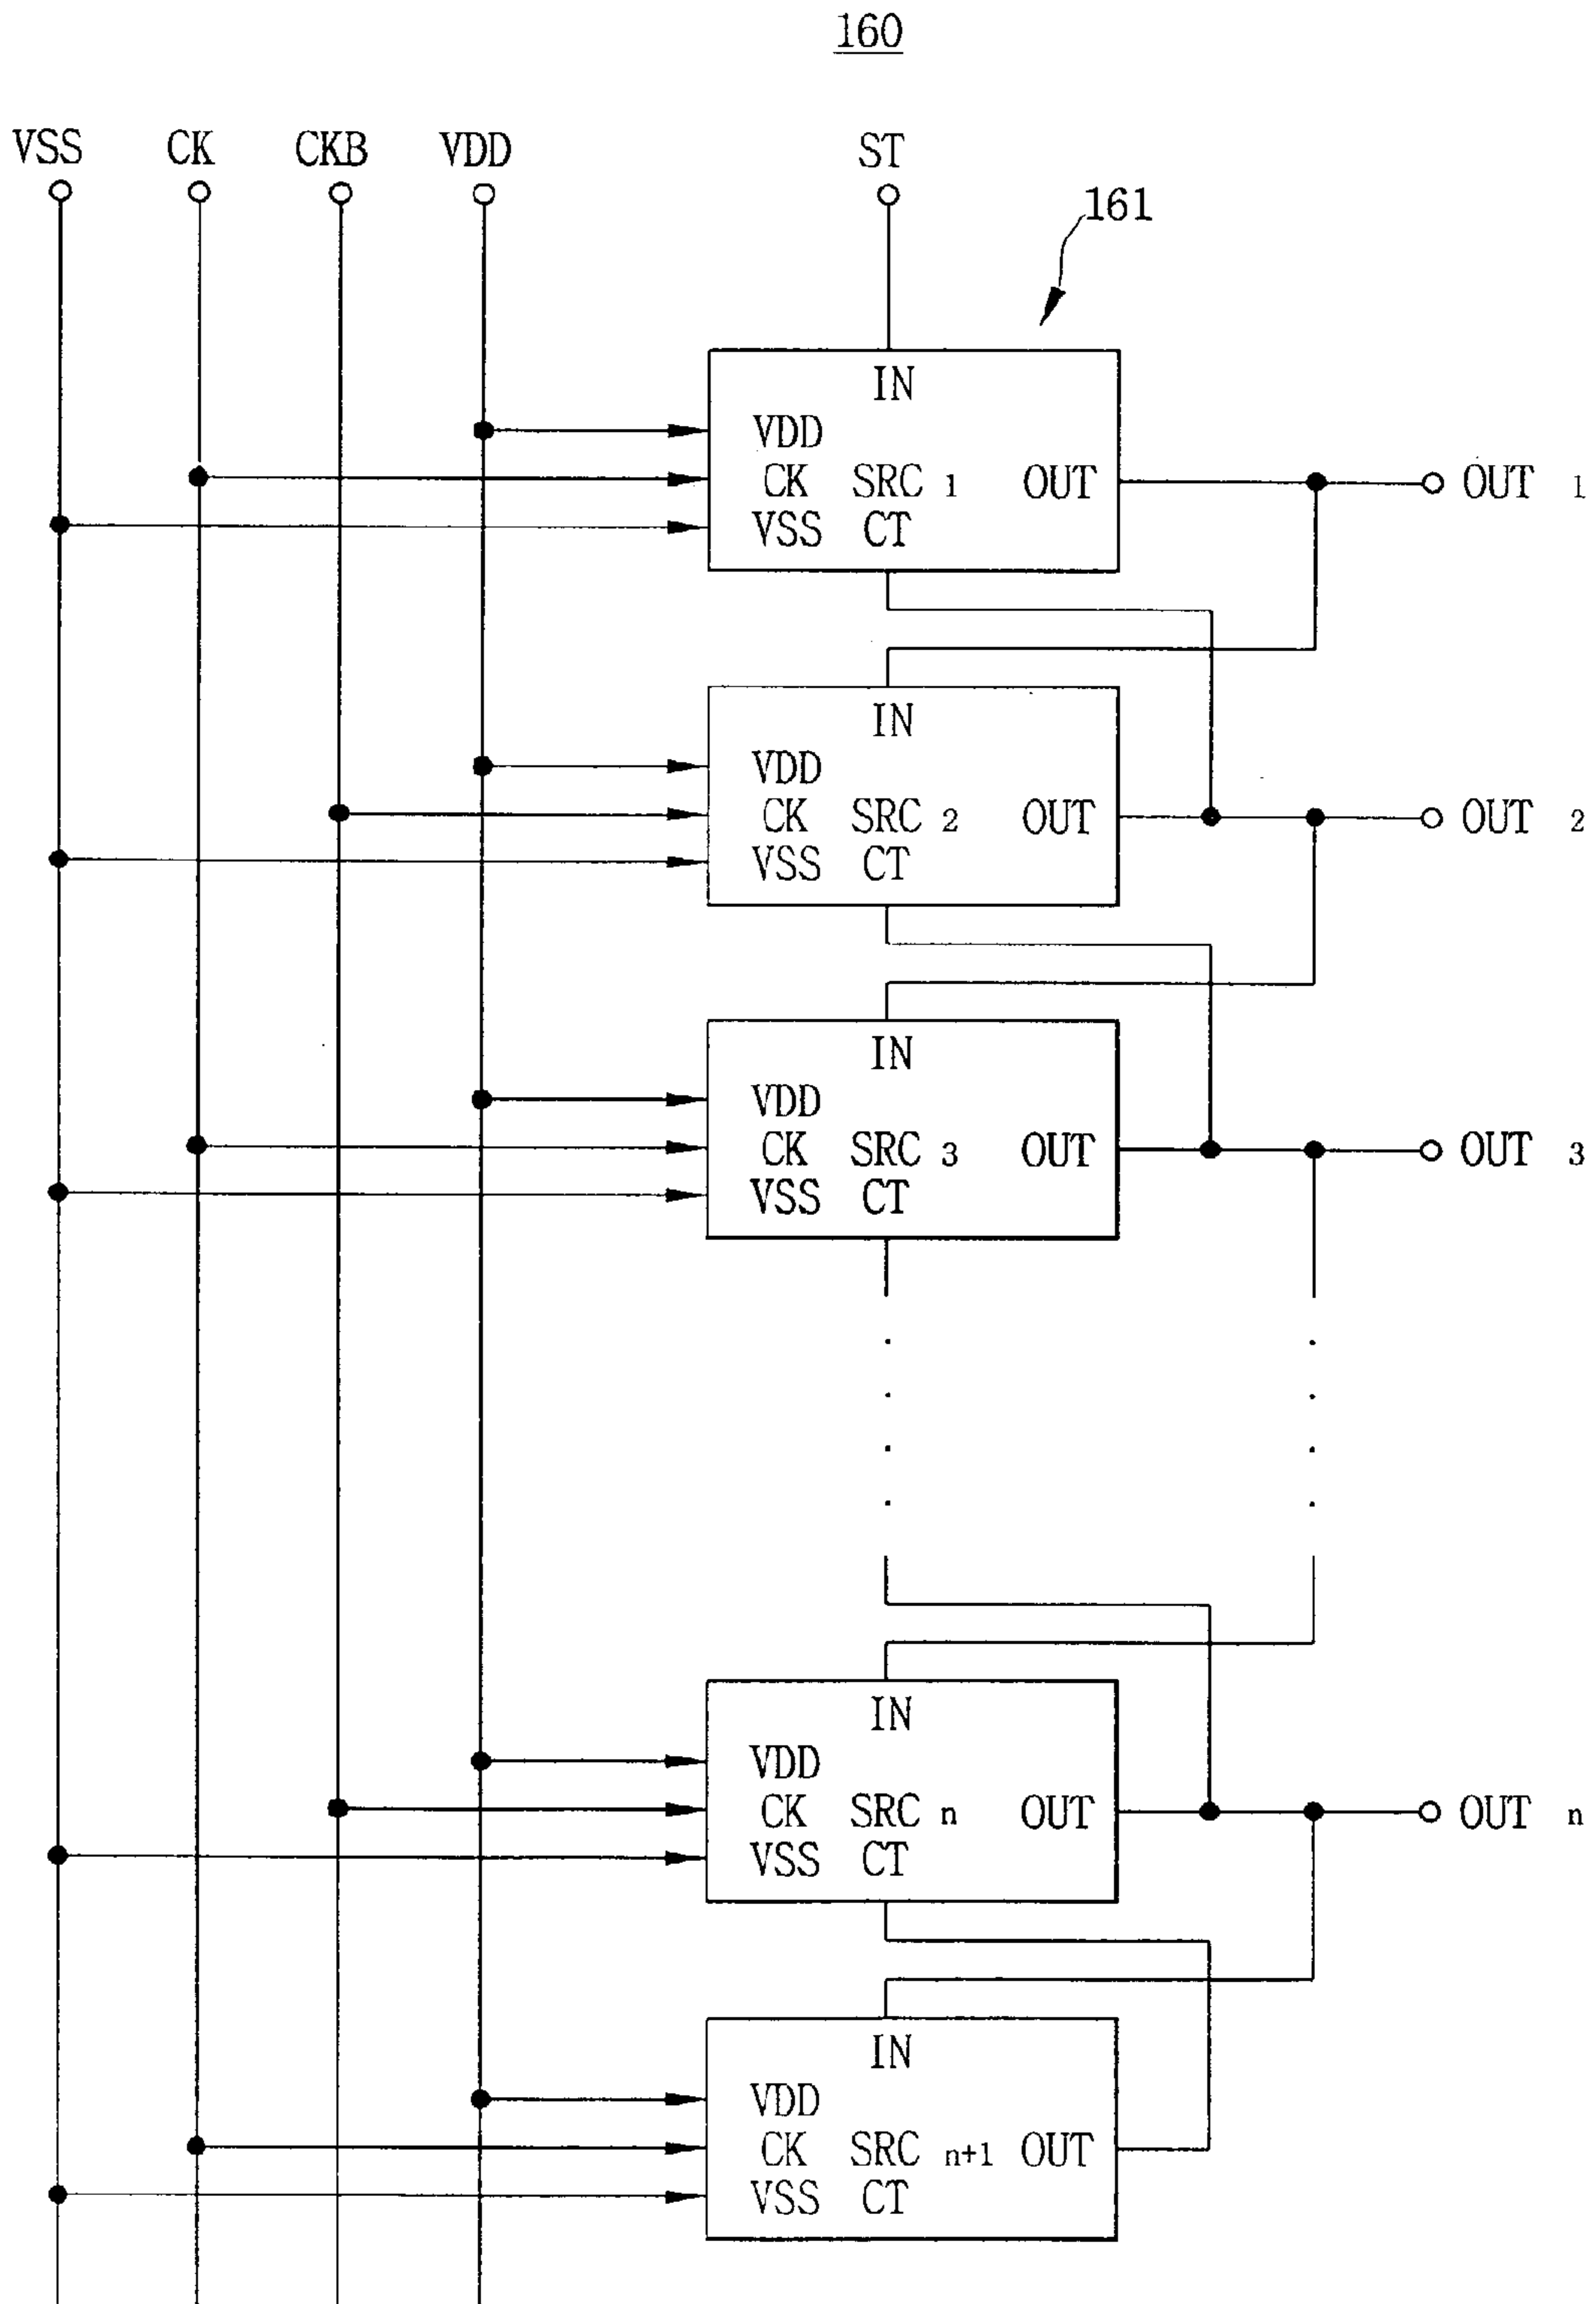 160
VSS CK CKB VDD ST
161
IN
VDD
CK SRC 1 OUT OUT 1
VSS CT
IN
VDD
CK SRC 2 OUT OUT 2
VSS CT
IN
VDD
CK SRC 3 OUT OUT 3
VSS CT
IN
VDD
CK SRC n OUT OUT n
VSS CT
IN
VDD
CK SRC n+1 OUT
VSS CT